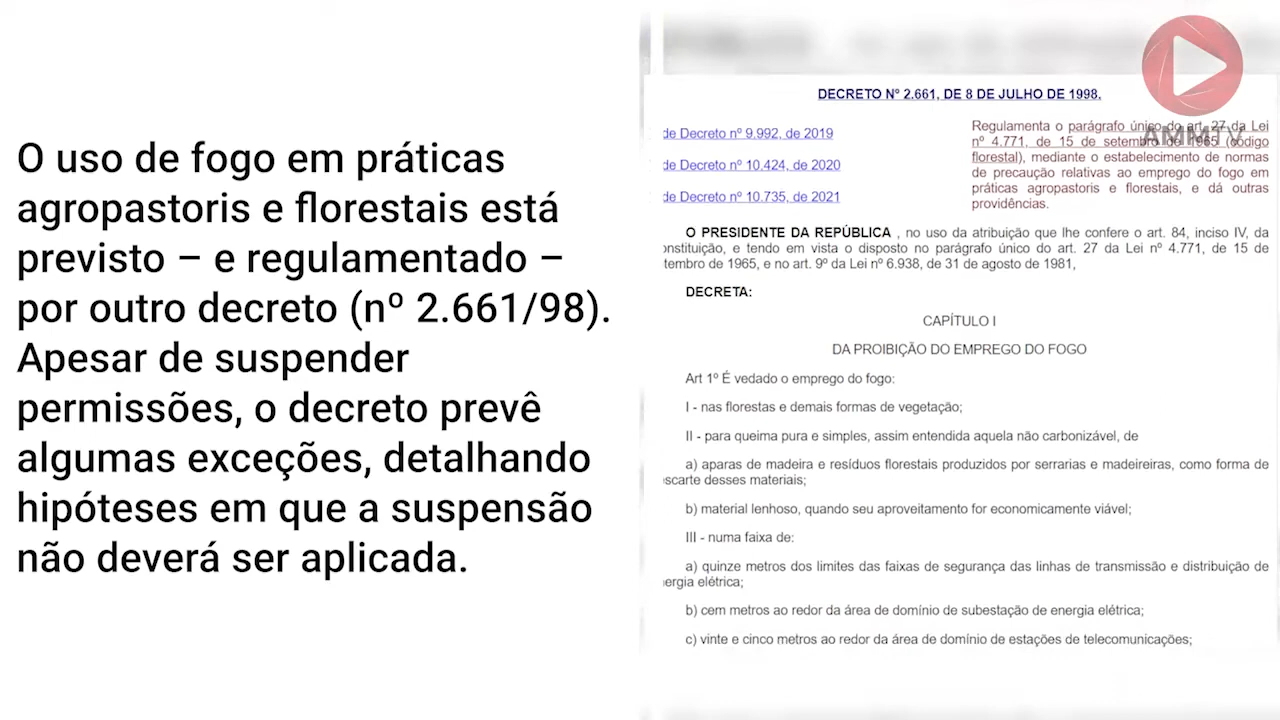 O uso de fogo em práticas
agropastoris e florestais está
previsto – e regulamentado –
por outro decreto (nº 2.661/98).
Apesar de suspender
permissões, o decreto prevê
algumas exceções, detalhando
hipóteses em que a suspensão
não deverá ser aplicada.
AMMTV
DECRETO Nº 2.661, DE 8 DE JULHO DE 1998.
de Decreto nº 9.992, de 2019
de Decreto nº 10.424, de 2020
de Decreto nº 10.735, de 2021
Regulamenta o parágrafo único do art. 27 da Lei
nº 4.771, de 15 de setembro de 1965 (código
florestal), mediante o estabelecimento de normas
de precaução relativas ao emprego do fogo em
práticas agropastoris e florestais, e dá outras
providências.
O PRESIDENTE DA REPÚBLICA , no uso da atribuição que lhe confere o art. 84, inciso IV, da
onstituição, e tendo em vista o disposto no parágrafo único do art. 27 da Lei nº 4.771, de 15 de
tembro de 1965, e no art. 9º da Lei nº 6.938, de 31 de agosto de 1981,
DECRETA:
CAPÍTULO I
DA PROIBIÇÃO DO EMPREGO DO FOGO
Art 1º É vedado o emprego do fogo:
I - nas florestas e demais formas de vegetação;
II - para queima pura e simples, assim entendida aquela não carbonizável, de
a) aparas de madeira e resíduos florestais produzidos por serrarias e madeireiras, como forma de
scarte desses materiais;
b) material lenhoso, quando seu aproveitamento for economicamente viável;
III - numa faixa de:
a) quinze metros dos limites das faixas de segurança das linhas de transmissão e distribuição de
ergia elétrica;
b) cem metros ao redor da área de domínio de subestação de energia elétrica;
c) vinte e cinco metros ao redor da área de domínio de estações de telecomunicações;